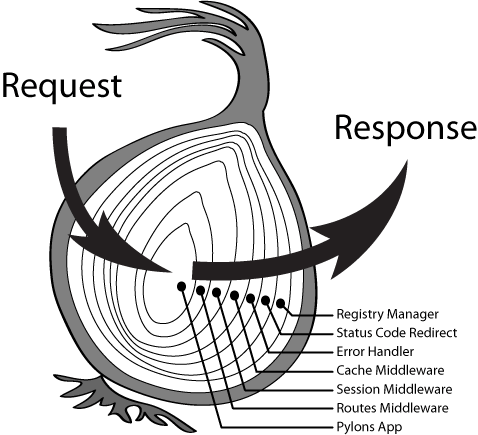 Request
Response
Registry Manager
Status Code Redirect
Error Handler
Cache Middleware
Session Middleware
Routes Middleware
Pylons App